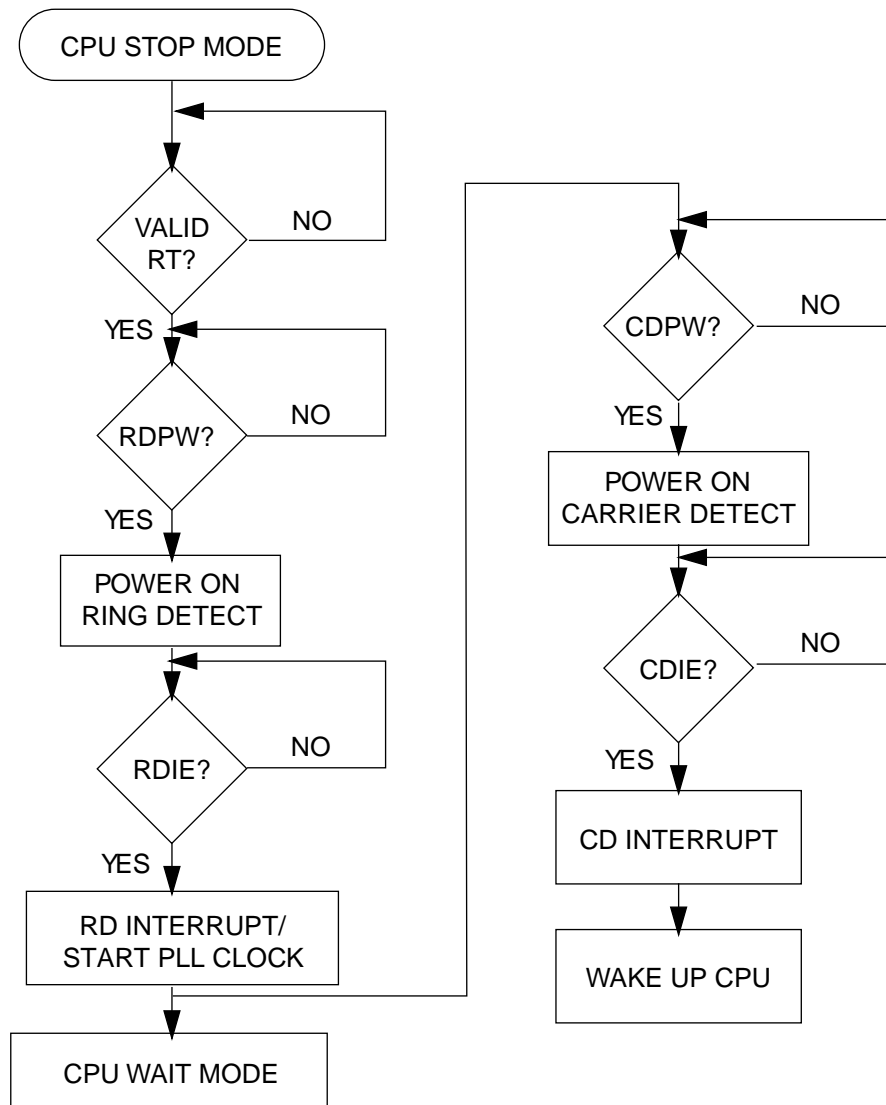 CPU STOP MODE
VALID
RT?
NO
YES
RDPW?
NO
YES
POWER ON
RING DETECT
RDIE?
NO
YES
RD INTERRUPT/
START PLL CLOCK
CPU WAIT MODE
CDPW?
NO
YES
POWER ON
CARRIER DETECT
CDIE?
NO
YES
CD INTERRUPT
WAKE UP CPU